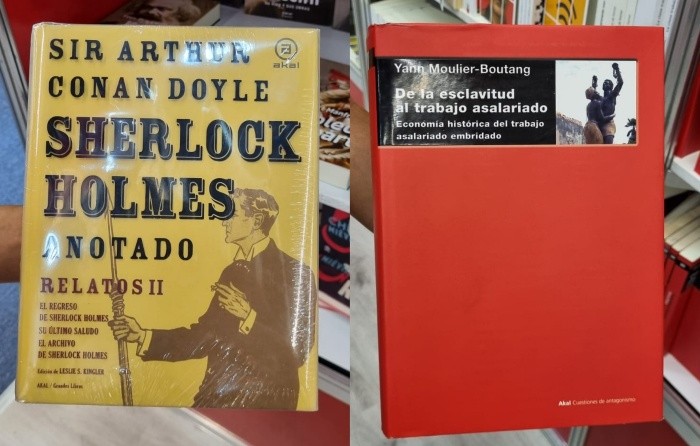 SIR ARTHUR
CONAN DOYLE
akal
SHERLOCK
HOLMES
ANOTADO
RELATOS II
EL REGRESO
DE SHERLOCK HOLMES
SU ÚLTIMO SALUDO
EL ARCHIVO
DE SHERLOCK HOLMES
Edición de LESLIE S. KLINGLER
AKAL / Grandes Libros
Yann Moulier-Boutang
De la esclavitud
al trabajo asalariado
Economía histórica del trabajo
asalariado embridado
Akal Cuestiones de antagonismo